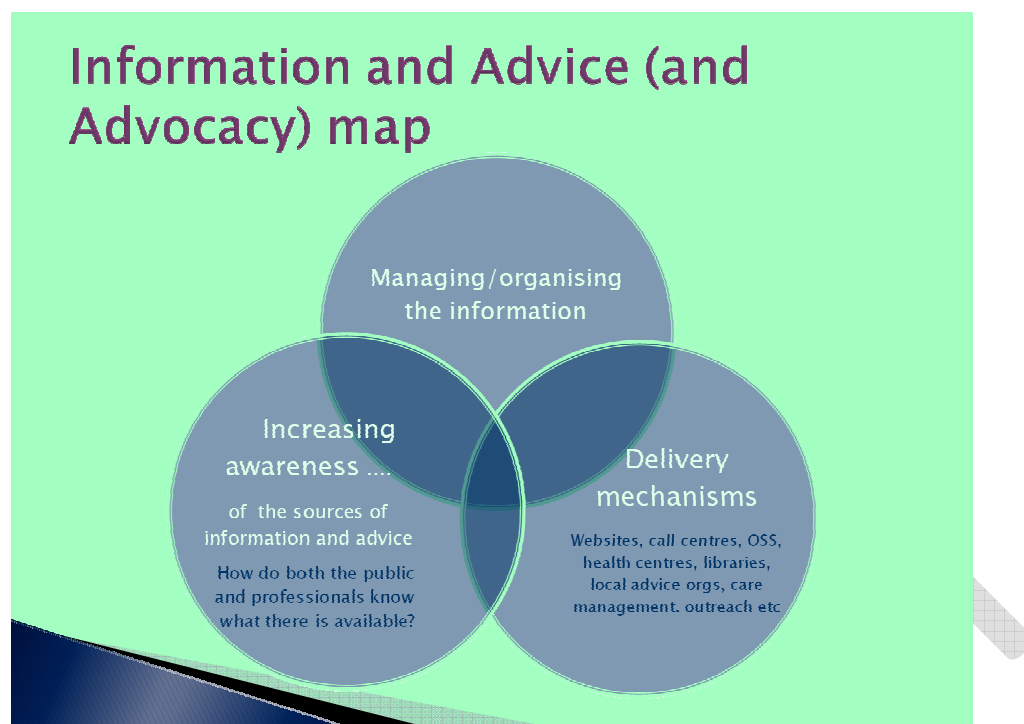 Information and Advice (and
Advocacy) map
Managing/organising
the information
Increasing
awareness ....
of the sources of
information and advice
How do both the public
and professionals know
what there is available?
Delivery
mechanisms
Websites, call centres, OSS,
health centres, libraries,
local advice orgs, care
management. outreach etc